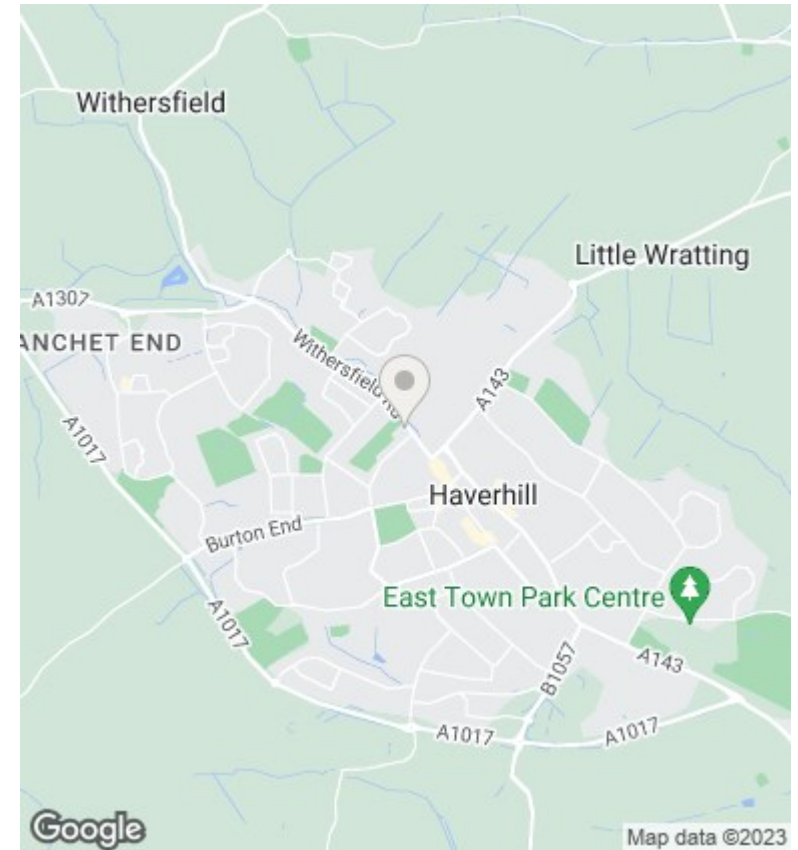 Withersfield
Little Wratting
A1307
ANCHET END
Withersfield Rd
A143
A1017
Haverhill
Burton End
East Town Park Centre
A1017
B1057
A143
A1017
A1017
Google
Map data ©2023